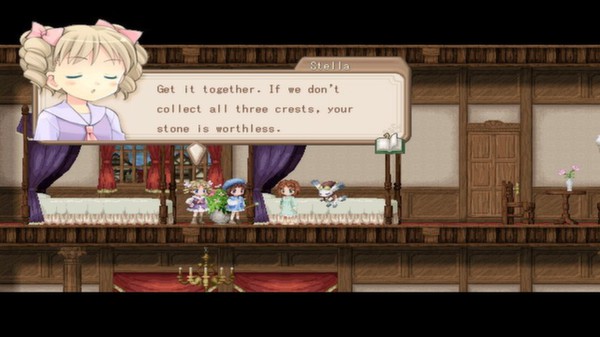 Stella
Get it together. If we don't
collect all three crests, your
stone is worthless.